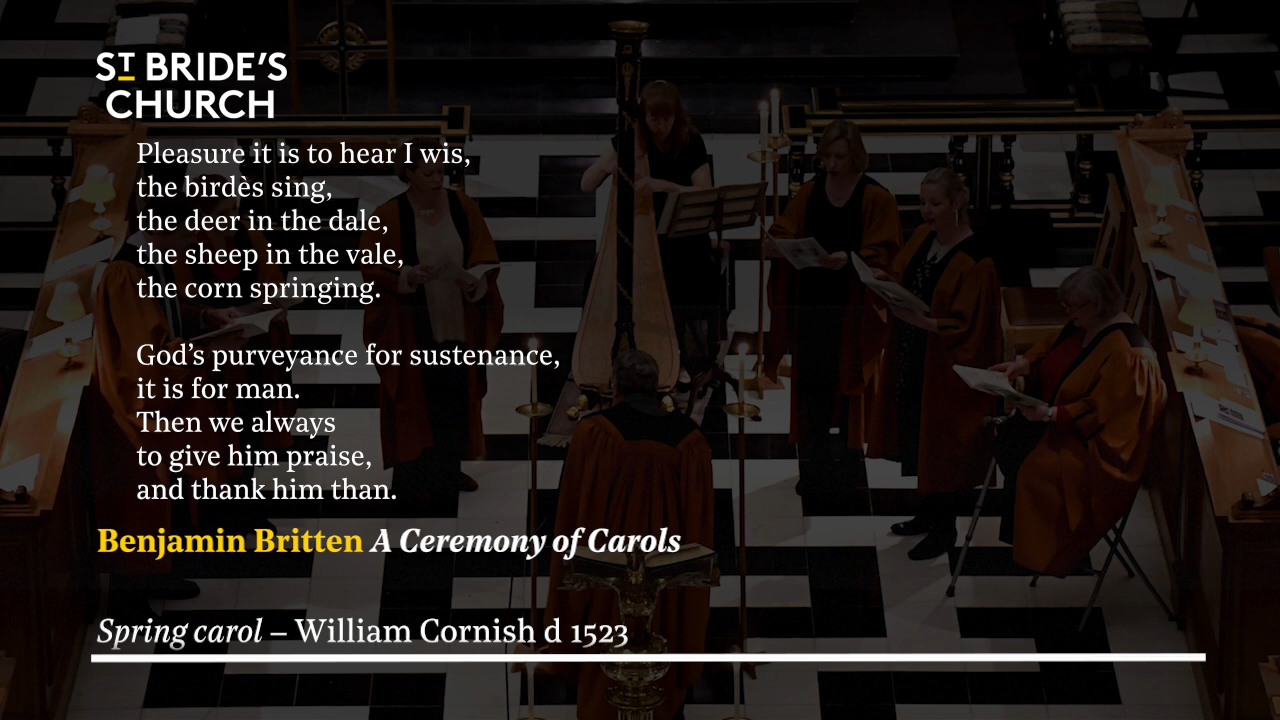 ST BRIDE'S
CHURCH
Pleasure it is to hear I wis,
the birdès sing,
the deer in the dale,
the sheep in the vale,
the corn springing.
God's purveyance for sustenance,
it is for man.
Then we always
to give him praise,
and thank him than.
Benjamin Britten A Ceremony of Carols
Spring carol – William Cornish d 1523